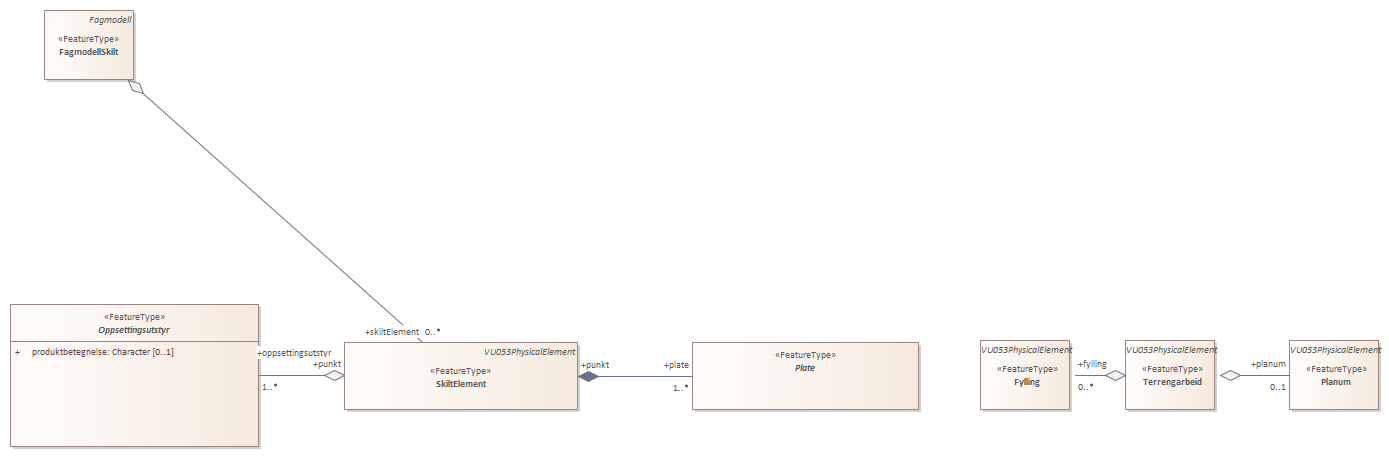 Fagmodell
«FeatureType»
FagmodellSkilt
+skiltElement 0..*
«FeatureType»
Oppsettingsutstyr
+ produktbetegnelse: Character [0..1]
+oppsettingsutstyr
+punkt
1..*
VU053PhysicalElement
«FeatureType»
SkiltElement
+punkt
+plate
1..*
«FeatureType»
Plate
VU053PhysicalElement
«FeatureType»
Fylling
+fylling
0..*
VU053PhysicalElement
«FeatureType»
Terrengarbeid
+planum
0..1
VU053PhysicalElement
«FeatureType»
Planum